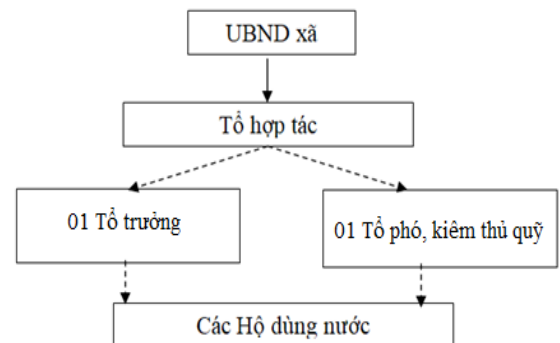 UBND xã
Tổ hợp tác
01 Tổ trưởng
01 Tổ phó, kiêm thủ quỹ
Các Hộ dùng nước